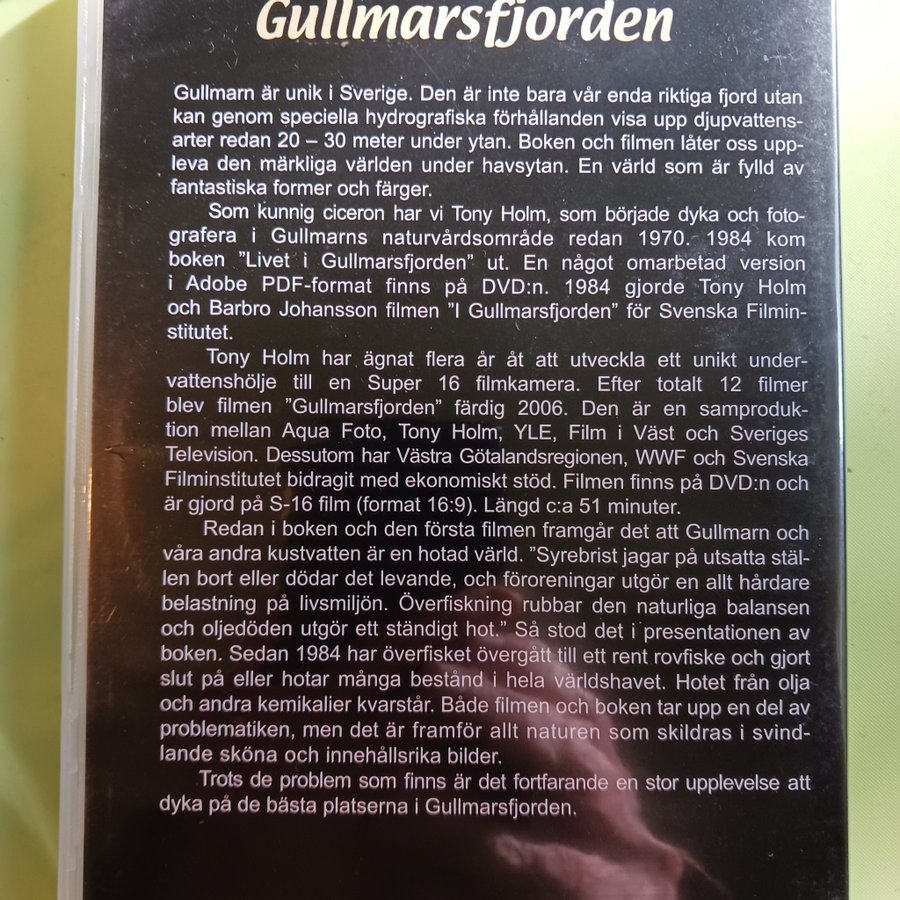 Gullmarsfjorden
Gullmarn är unik i Sverige. Den är inte bara vår enda riktiga fjord utan
kan genom speciella hydrografiska förhållanden visa upp djupvattens-
arter redan 20 – 30 meter under ytan. Boken och filmen låter oss upp-
leva den märkliga världen under havsytan. En värld som är fylld av
fantastiska former och färger.
Som kunnig ciceron har vi Tony Holm, som började dyka och foto-
grafera i Gullmarns naturvårdsområde redan 1970. 1984 kom
boken ”Livet i Gullmarsfjorden” ut. En något omarbetad version
i Adobe PDF-format finns på DVD:n. 1984 gjorde Tony Holm
och Barbro Johansson filmen ”I Gullmarsfjorden” för Svenska Filmin-
stitutet.
Tony Holm har ägnat flera år åt att utveckla ett unikt under-
vattenshölje till en Super 16 filmkamera. Efter totalt 12 filmer
blev filmen ”Gullmarsfjorden” färdig 2006. Den är en samproduk-
tion mellan Aqua Foto, Tony Holm, YLE, Film i Väst och Sveriges
Television. Dessutom har Västra Götalandsregionen, WWF och Svenska
Filminstitutet bidragit med ekonomiskt stöd. Filmen finns på DVD:n och
är gjord på S-16 film (format 16:9). Längd c:a 51 minuter.
Redan i boken och den första filmen framgår det att Gullmarn och
våra andra kustvatten är en hotad värld. ”Syrebrist jagar på utsatta stäl-
len bort eller dödar det levande, och föroreningar utgör en allt hårdare
belastning på livsmiljön. Överfiskning rubbar den naturliga balansen
och oljedöden utgör ett ständigt hot.” Så stod det i presentationen av
boken. Sedan 1984 har överfisket övergått till ett rent rovfiske och gjort
slut på eller hotar många bestånd i hela världshavet. Hotet från olja
och andra kemikalier kvarstår. Både filmen och boken tar upp en del av
problematiken, men det är framför allt naturen som skildras i svind-
lande sköna och innehållsrika bilder.
Trots de problem som finns är det fortfarande en stor upplevelse att
dyka på de bästa platserna i Gullmarsfjorden.